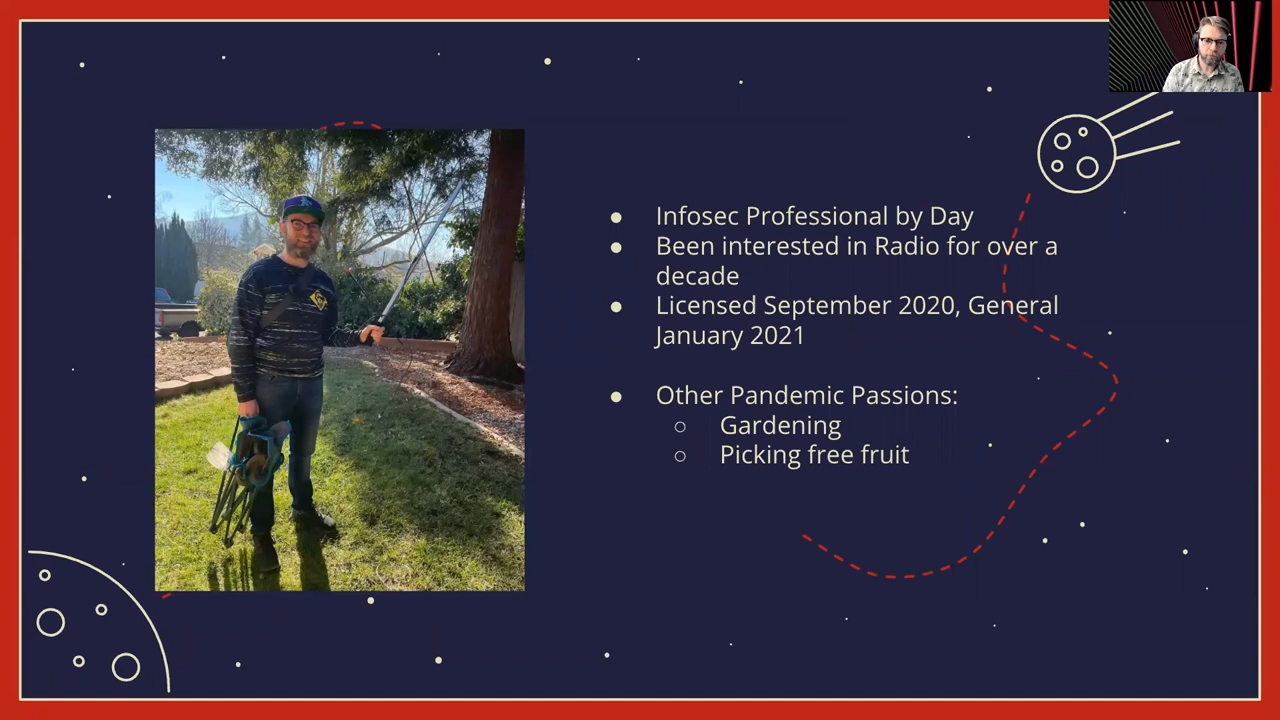 Infosec Professional by Day
Been interested in Radio for over a
decade
Licensed September 2020, General
January 2021
Other Pandemic Passions:
Gardening
Picking free fruit